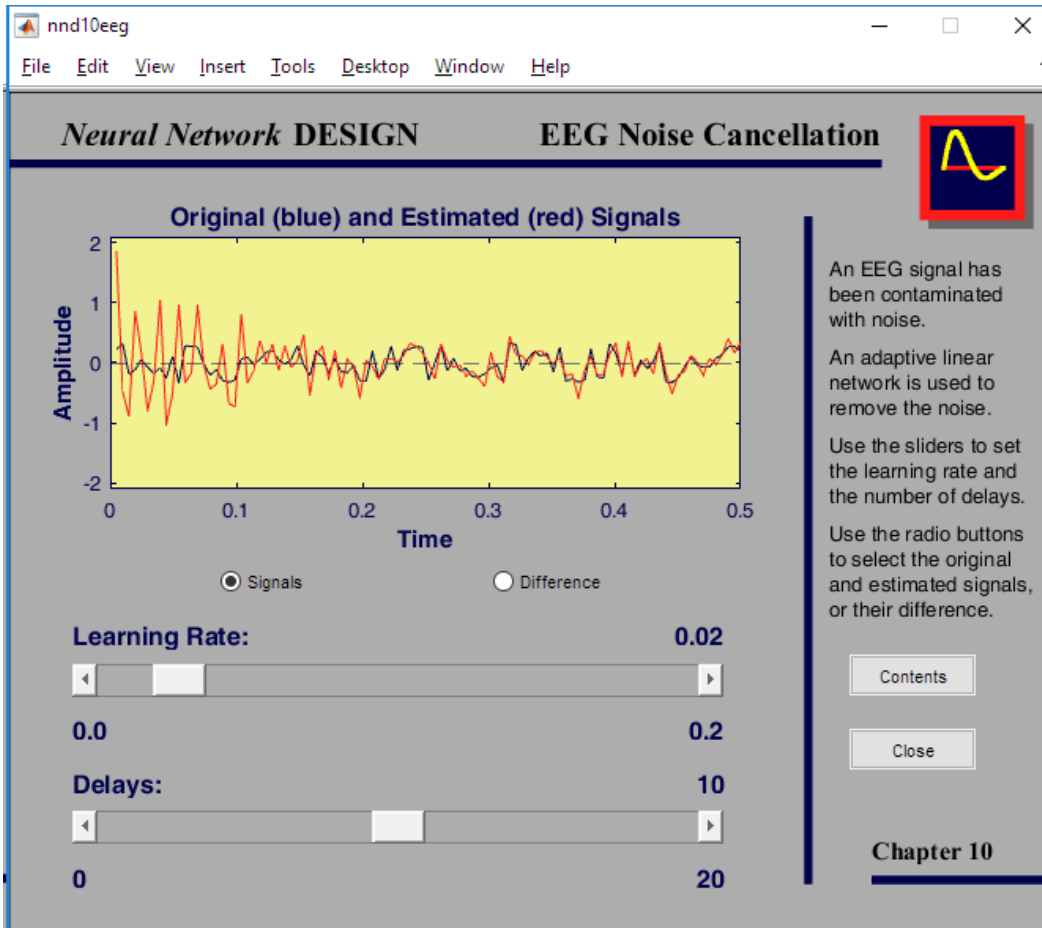 nnd10eeg
File Edit View Insert Tools Desktop Window Help
Neural Network DESIGN
EEG Noise Cancellation
Original (blue) and Estimated (red) Signals
2
1
0
-1
-2
Amplitude
0 0.1 0.2 0.3 0.4 0.5
Time
Signals
Difference
Learning Rate: 0.02
0.0 0.2
Delays: 10
0 20
An EEG signal has
been contaminated
with noise.
An adaptive linear
network is used to
remove the noise.
Use the sliders to set
the learning rate and
the number of delays.
Use the radio buttons
to select the original
and estimated signals,
or their difference.
Contents
Close
Chapter 10